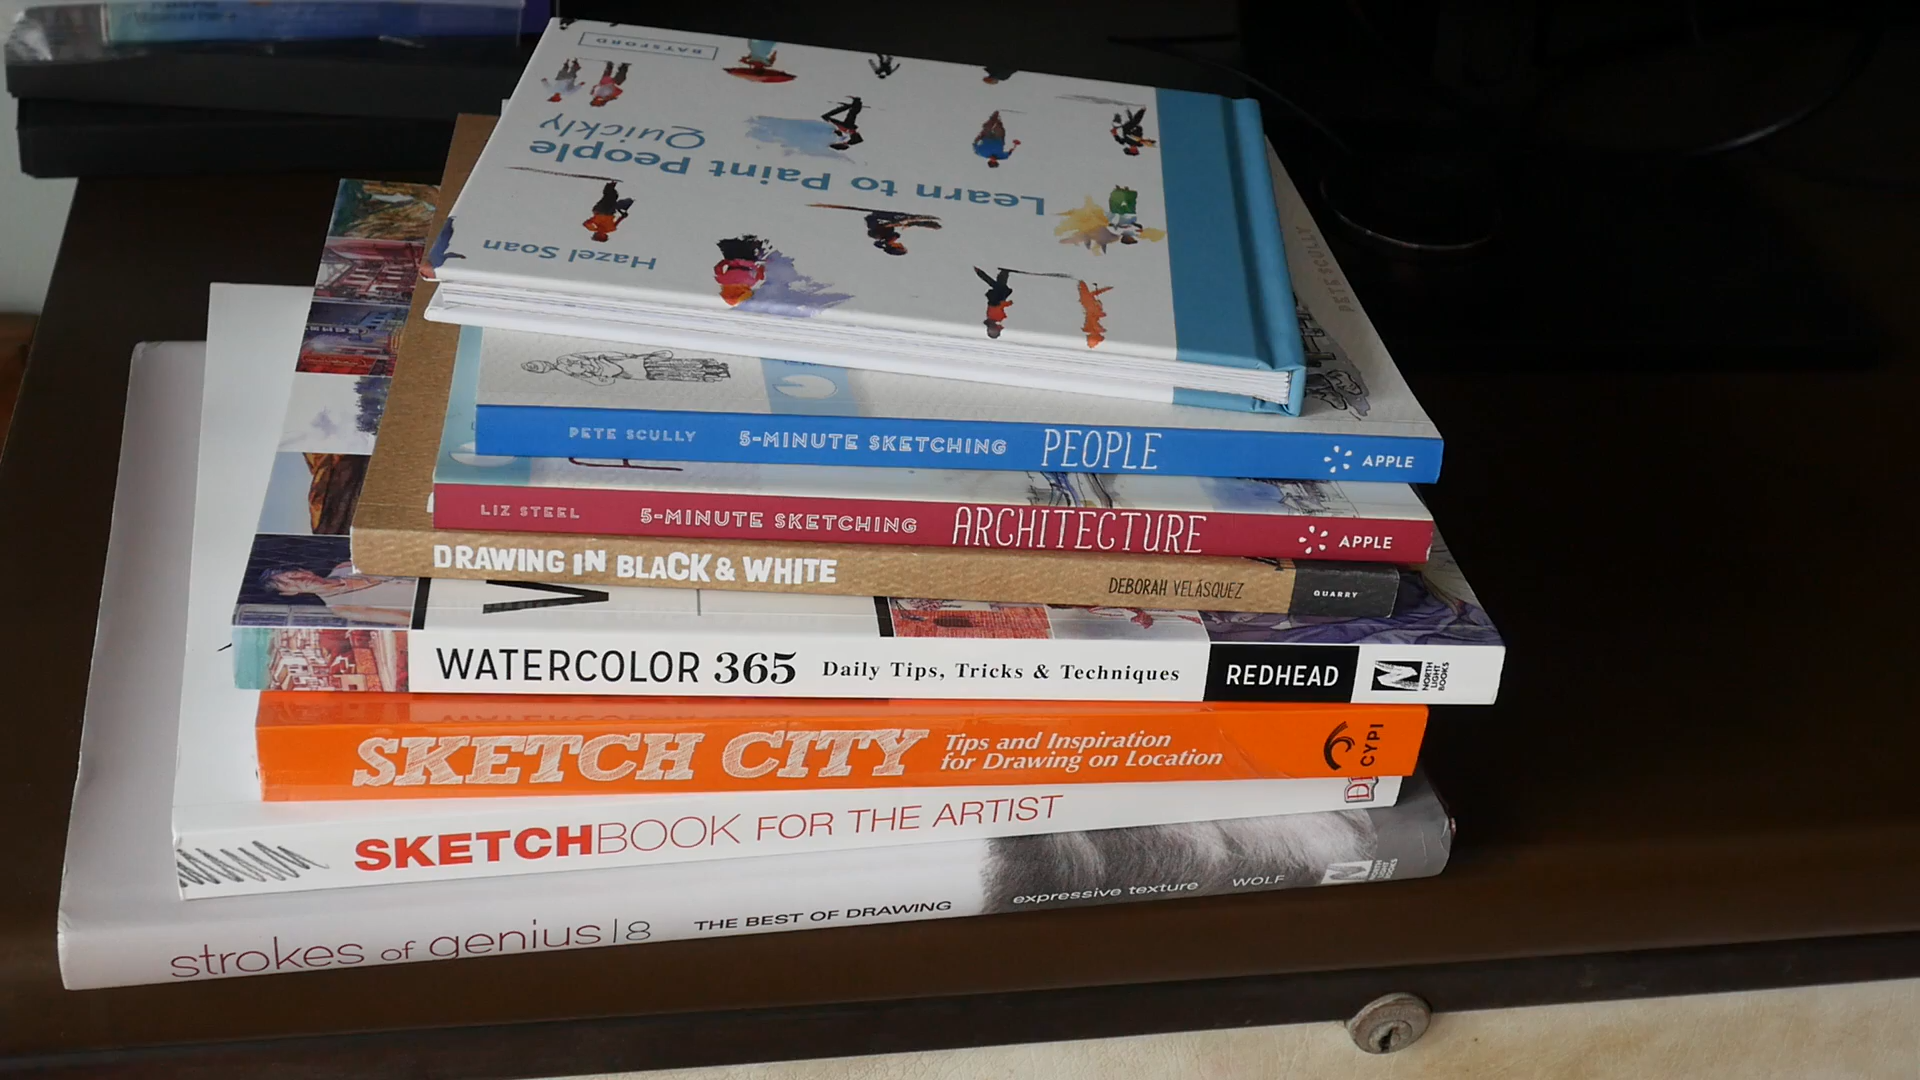 BATSFORD
Learn to Paint People
Quickly
Hazel Soan
PETE SCULLY
PETE SCULLY 5-MINUTE SKETCHING PEOPLE APPLE
LIZ STEEL 5-MINUTE SKETCHING ARCHITECTURE APPLE
DRAWING IN BLACK & WHITE DEBORAH VELÁSQUEZ QUARRY
WATERCOLOR 365 Daily Tips, Tricks & Techniques REDHEAD NORTH LIGHT BOOKS
SKETCH CITY Tips and Inspiration
for Drawing on Location CYPI
SKETCHBOOK FOR THE ARTIST
strokes of genius|8 THE BEST OF DRAWING expressive texture WOLF